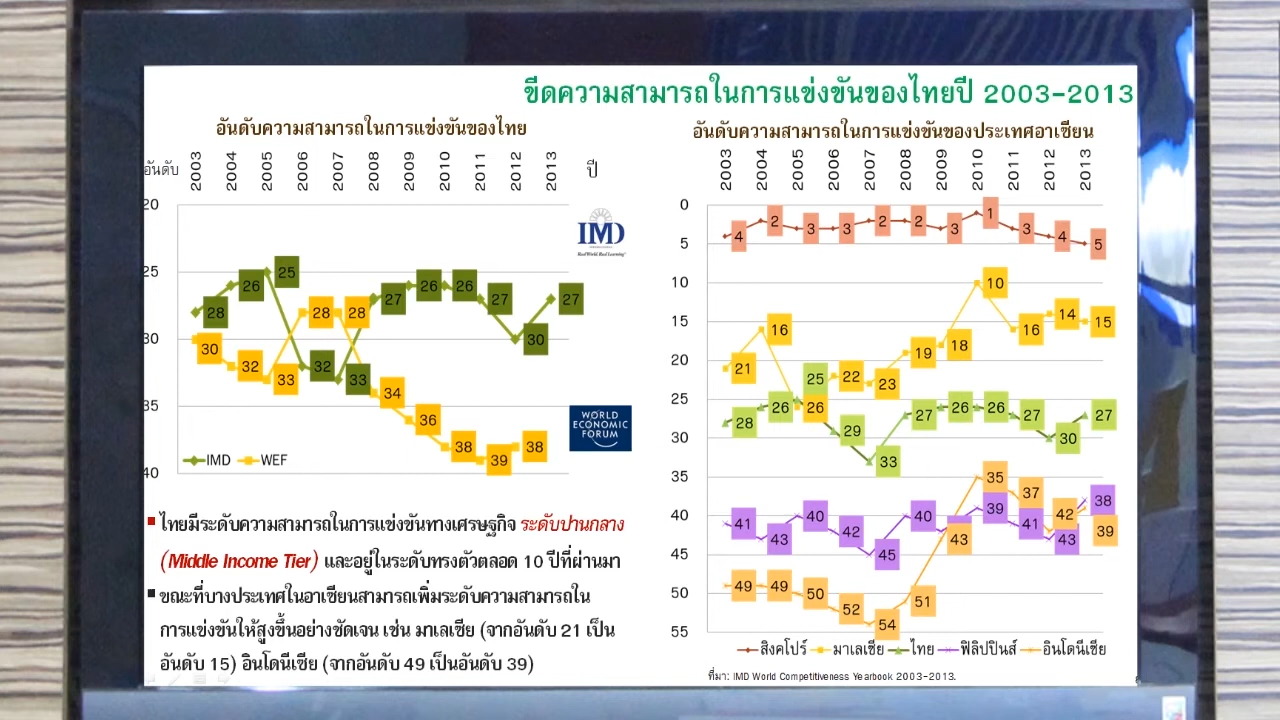 ขีดความสามารถในการแข่งขันของไทยปี 2003-2013
อันดับความสามารถในการแข่งขันของไทย
อันดับ 2003 2004 2005 2006 2007 2008 2009 2010 2011 2012 2013 ปี
20
25
30
35
40
28 26 25 32 33 27 26 26 27 30 27
30 32 33 28 28 34 36 38 39 38
IMD
Real World. Real Learning
WORLD
ECONOMIC
FORUM
IMD WEF
ไทยมีระดับความสามารถในการแข่งขันทางเศรษฐกิจ ระดับปานกลาง
(Middle Income Tier) และอยู่ในระดับทรงตัวตลอด 10 ปีที่ผ่านมา
ขณะที่บางประเทศในอาเซียนสามารถเพิ่มระดับความสามารถใน
การแข่งขันให้สูงขึ้นอย่างชัดเจน เช่น มาเลเซีย (จากอันดับ 21 เป็น
อันดับ 15) อินโดนีเซีย (จากอันดับ 49 เป็นอันดับ 39)
อันดับความสามารถในการแข่งขันของประเทศอาเซียน
2003 2004 2005 2006 2007 2008 2009 2010 2011 2012 2013
0
5
10
15
20
25
30
35
40
45
50
55
4 2 3 3 2 2 3 1 3 4 5
21 16 26 22 23 19 18 10 16 14 15
28 26 25 29 33 27 26 26 27 30 27
41 43 40 42 45 40 39 41 43 38
49 49 50 52 54 51 43 35 37 42 39
สิงคโปร์ มาเลเซีย ไทย ฟิลิปปินส์ อินโดนีเซีย
ที่มา: IMD World Competitiveness Yearbook 2003-2013.